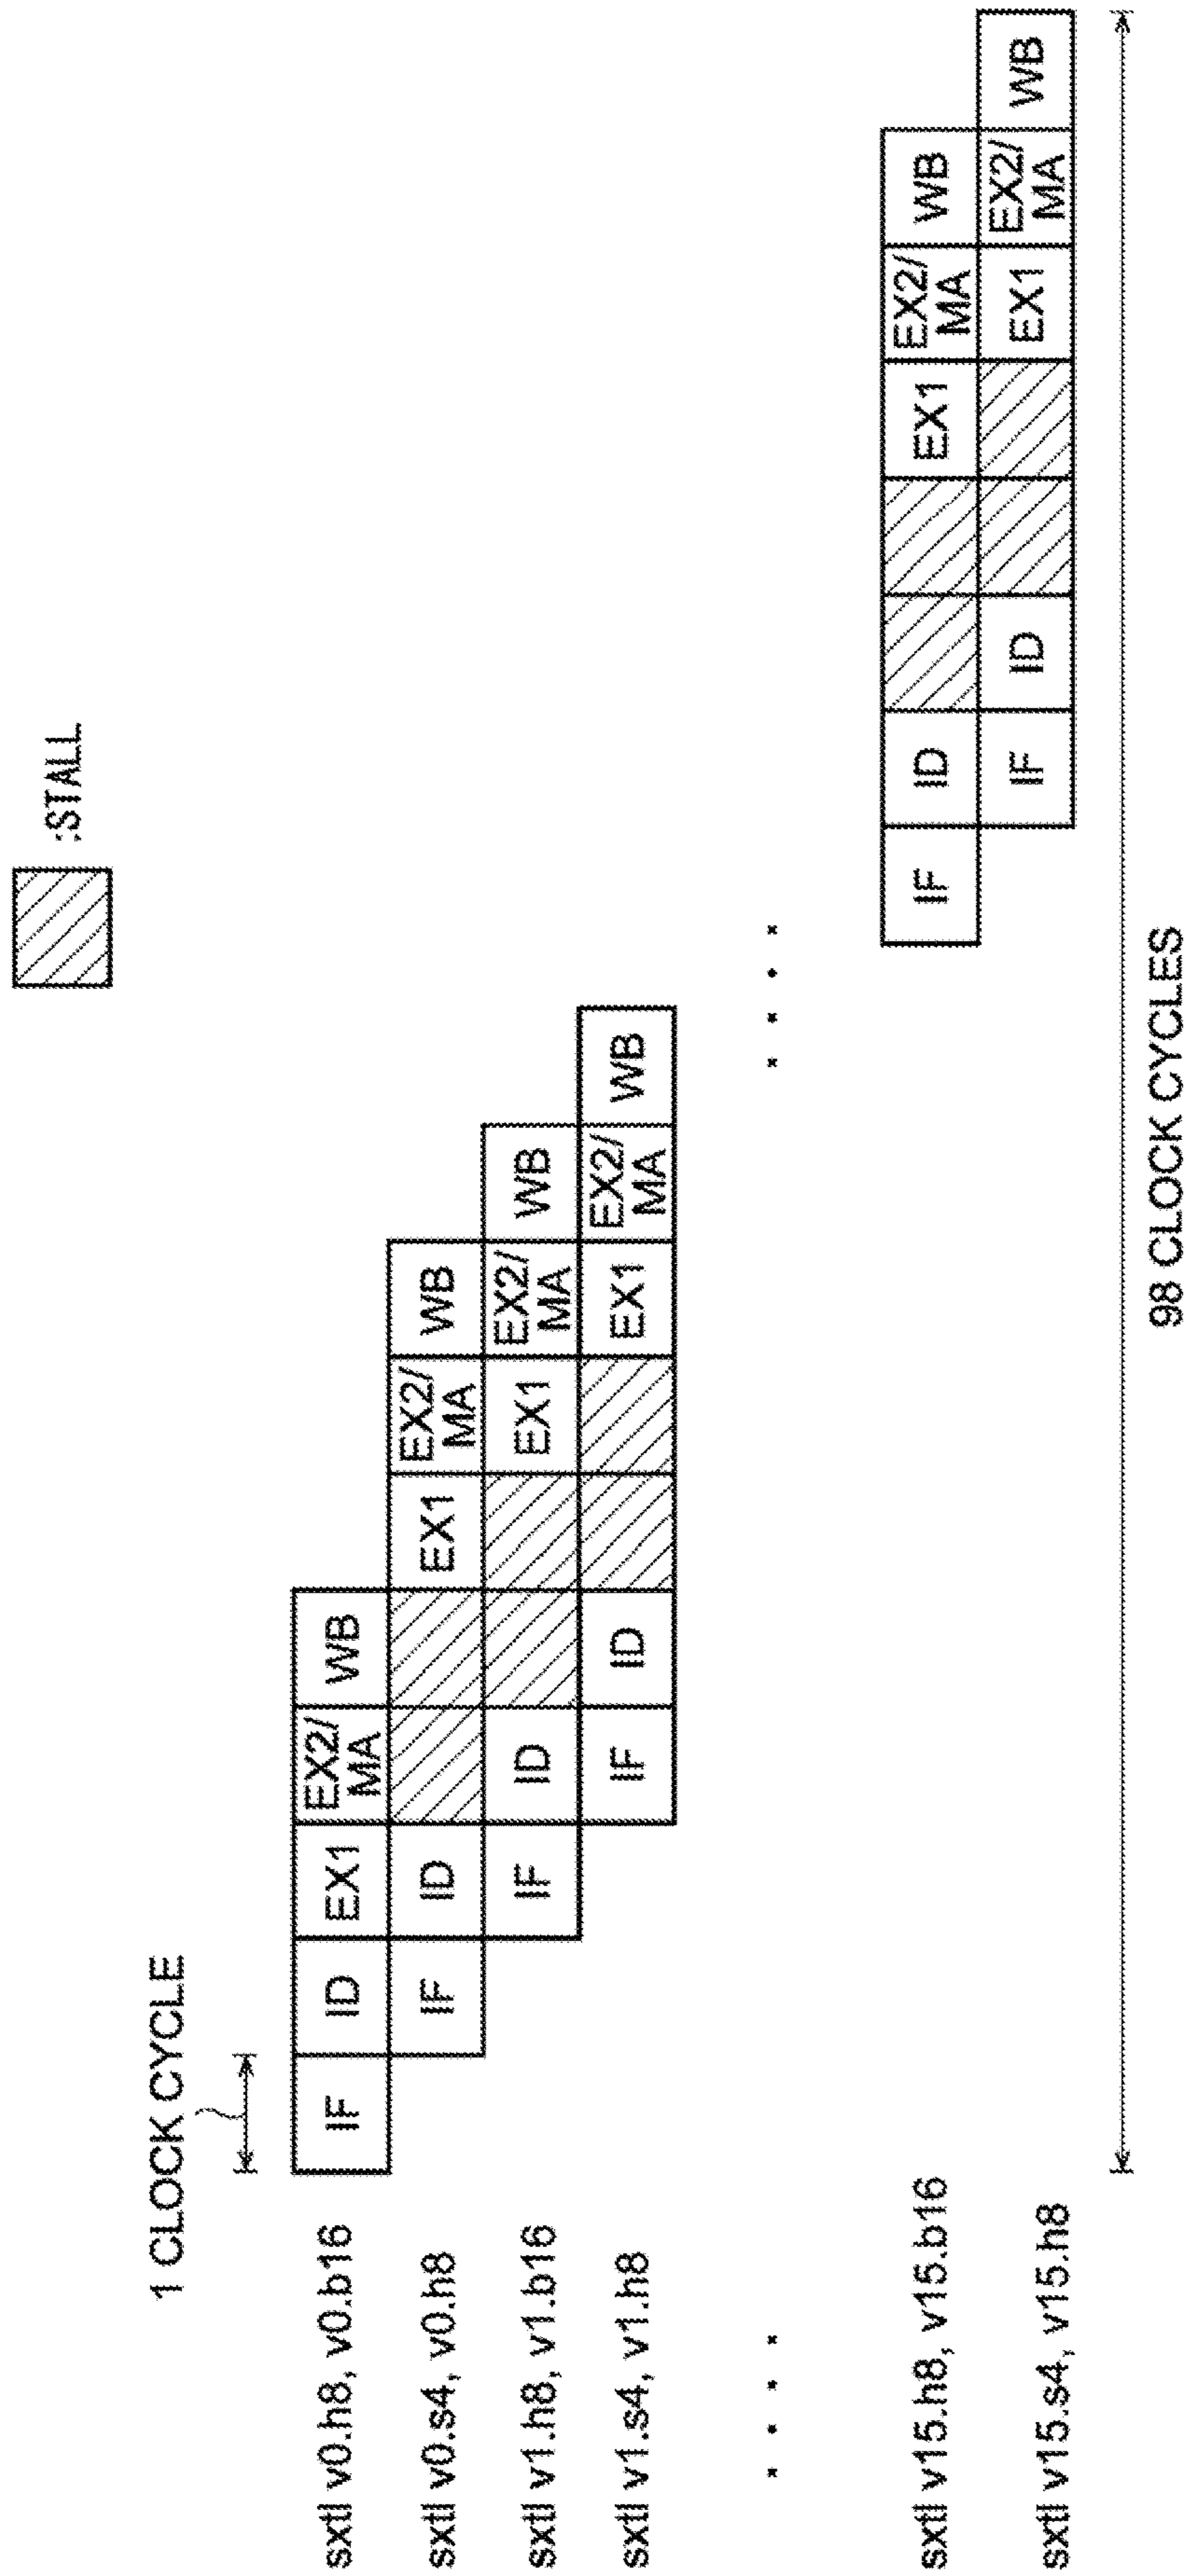 :STALL
1 CLOCK CYCLE
sxtl v0.h8, v0.b16 IF ID EX1 EX2/MA WB
sxtl v0.s4, v0.h8 IF ID EX1 EX2/MA WB
sxtl v1.h8, v1.b16 IF ID EX1 EX2/MA WB
sxtl v1.s4, v1.h8 IF ID EX1 EX2/MA WB
sxtl v15.h8, v15.b16 IF ID EX1 EX2/MA WB
sxtl v15.s4, v15.h8 IF ID EX1 EX2/MA WB
98 CLOCK CYCLES